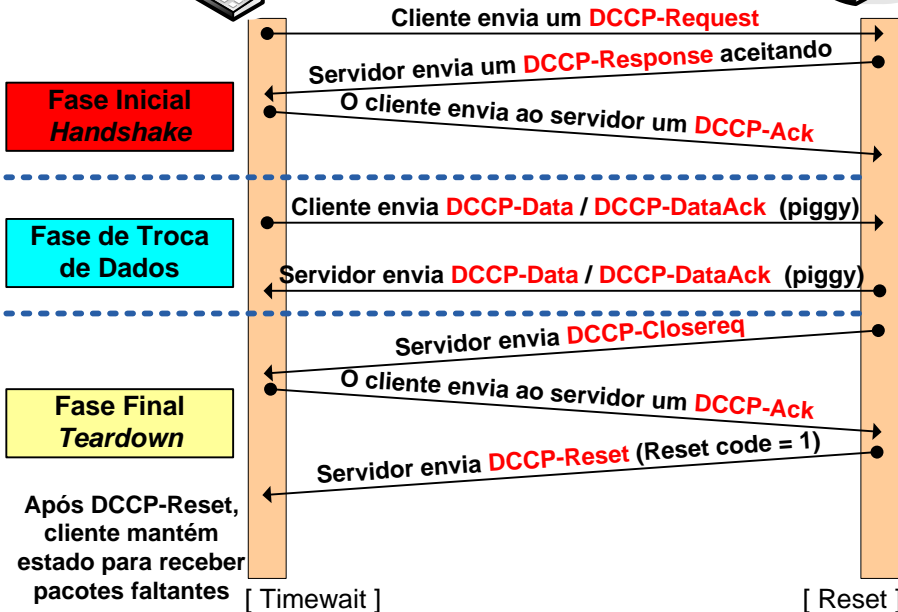 Cliente envia um DCCP-Request
Servidor envia um DCCP-Response aceitando
O cliente envia ao servidor um DCCP-Ack
Fase Inicial
Handshake
Cliente envia DCCP-Data / DCCP-DataAck (piggy)
Fase de Troca
de Dados
Servidor envia DCCP-Data / DCCP-DataAck (piggy)
Servidor envia DCCP-Closereq
O cliente envia ao servidor um DCCP-Ack
Fase Final
Teardown
Servidor envia DCCP-Reset (Reset code = 1)
Após DCCP-Reset,
cliente mantém
estado para receber
pacotes faltantes
[ Timewait ]
[ Reset ]